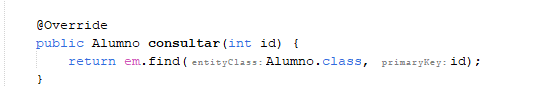 @Override
public Alumno consultar(int id) {
return em.find( entityClass: Alumno.class, primaryKey: id);
}